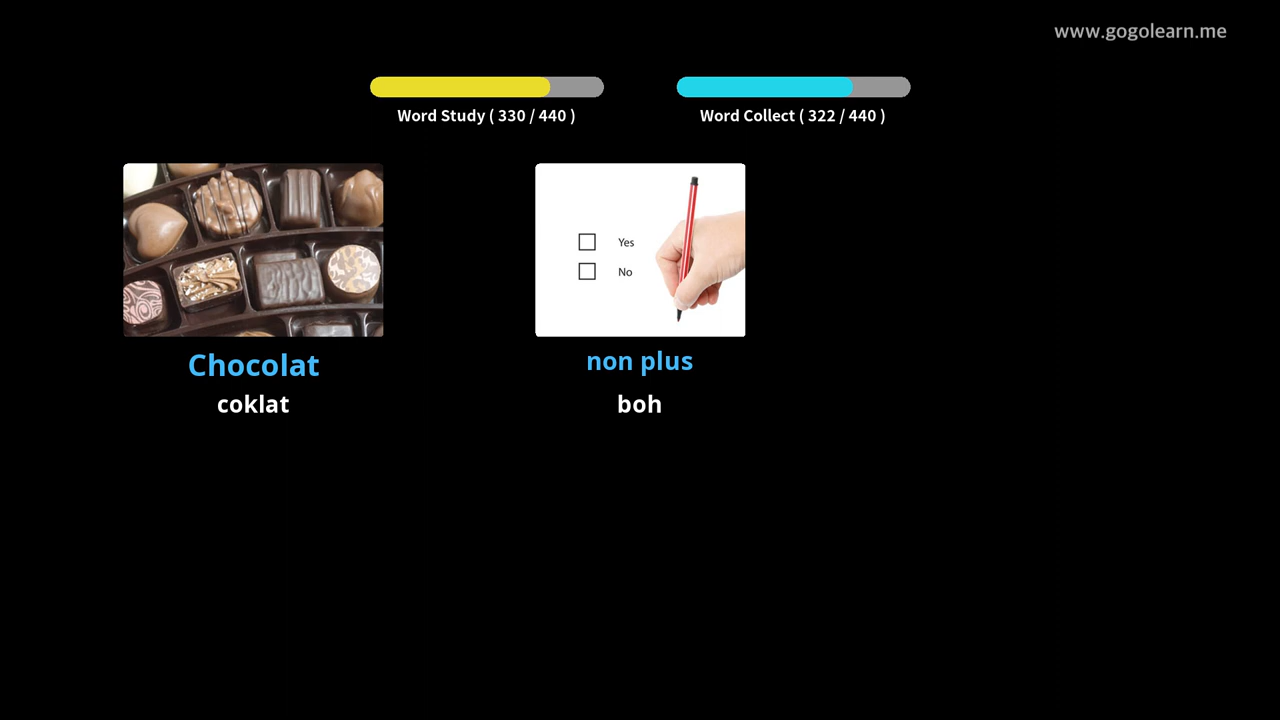 www.gogolearn.me
Word Study ( 330 / 440 )
Word Collect ( 322 / 440 )
Yes
No
Chocolat
coklat
non plus
boh